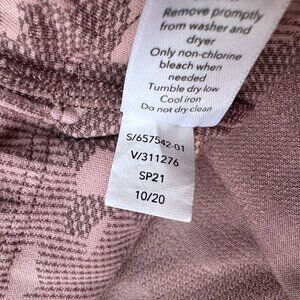 Remove promptly
from washer and
dryer
Only non-chlorine
bleach when
needed
Tumble dry low
Cool iron
Do not dry clean
S/657542-01
V/311276
SP21
10/20